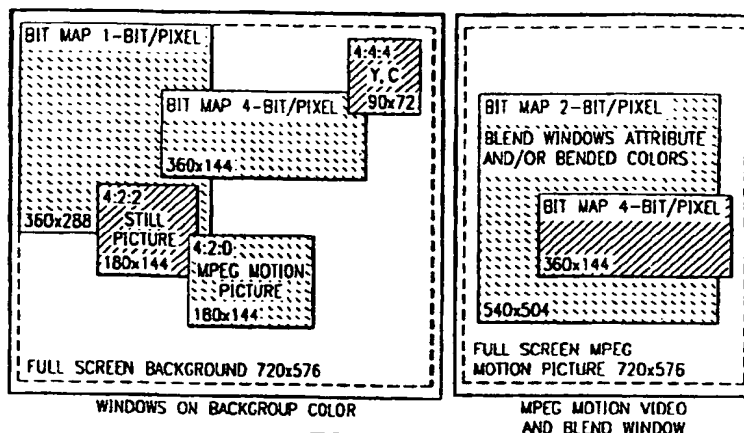 BIT MAP 1-BIT/PIXEL
360x288
4:4:4
Y,C
90x72
BIT MAP 4-BIT/PIXEL
360x144
4:2:2
STILL
PICTURE
180x144
4:2:0
MPEG MOTION
PICTURE
180x144
FULL SCREEN BACKGROUND 720x576
WINDOWS ON BACKGROUP COLOR
BIT MAP 2-BIT/PIXEL
BLEND WINDOWS ATTRIBUTE
AND/OR BENDED COLORS
BIT MAP 4-BIT/PIXEL
360x144
540x504
FULL SCREEN MPEG
MOTION PICTURE 720x576
MPEG MOTION VIDEO
AND BLEND WINDOW